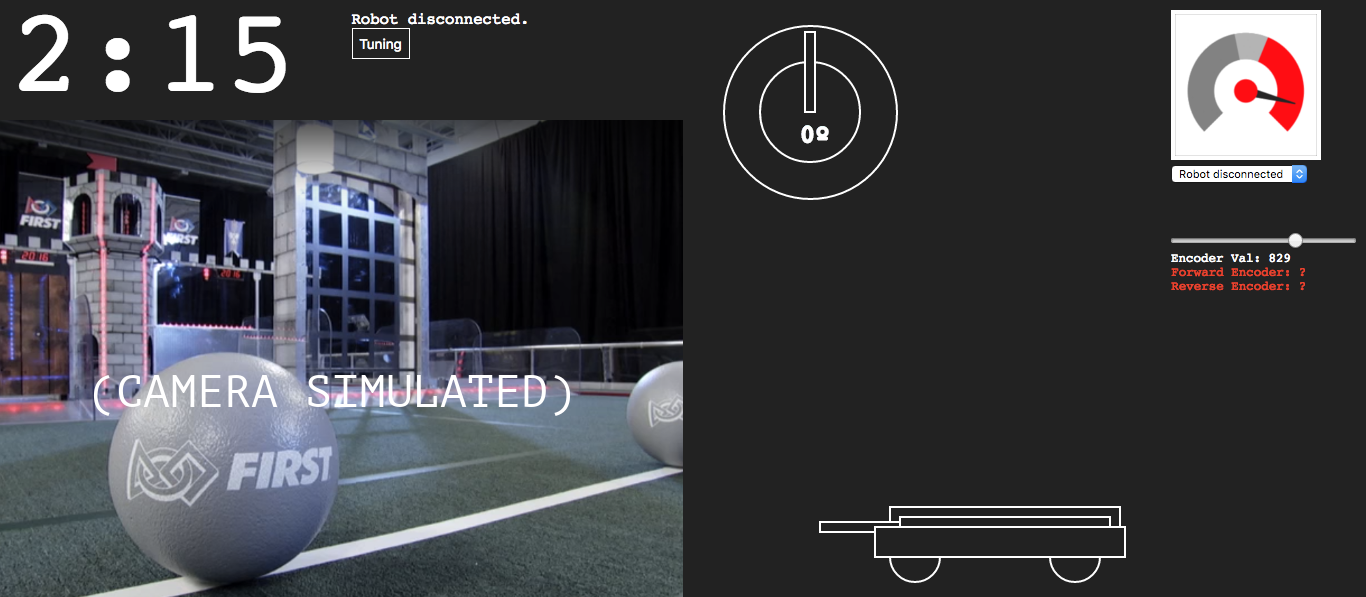 2:15
Robot disconnected.
Tuning
0º
Robot disconnected
Encoder Val: 829
Forward Encoder: ?
Reverse Encoder: ?
FIRST
FIRST
2016
2016
(CAMERA SIMULATED)
FIRST